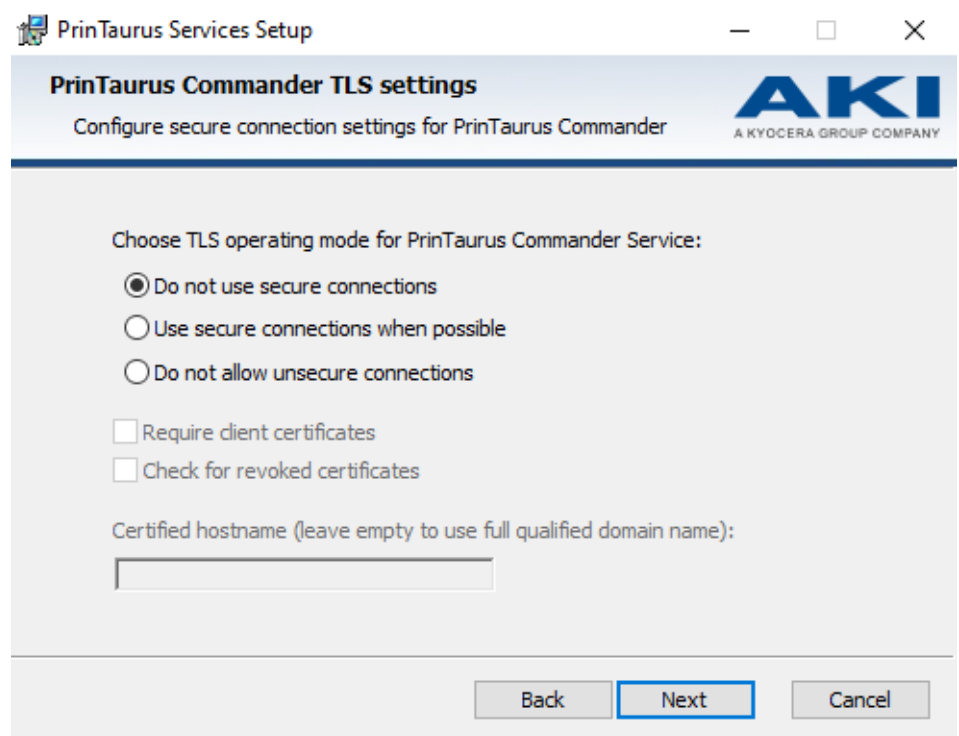 PrinTaurus Services Setup
PrinTaurus Commander TLS settings
Configure secure connection settings for PrinTaurus Commander
AKI
A KYOCERA GROUP COMPANY
Choose TLS operating mode for PrinTaurus Commander Service:
Do not use secure connections
Use secure connections when possible
Do not allow unsecure connections
Require client certificates
Check for revoked certificates
Certified hostname (leave empty to use full qualified domain name):
Back Next Cancel